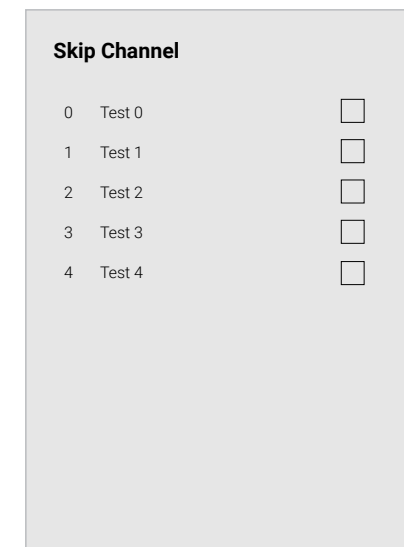 Skip Channel
0 Test 0
1 Test 1
2 Test 2
3 Test 3
4 Test 4